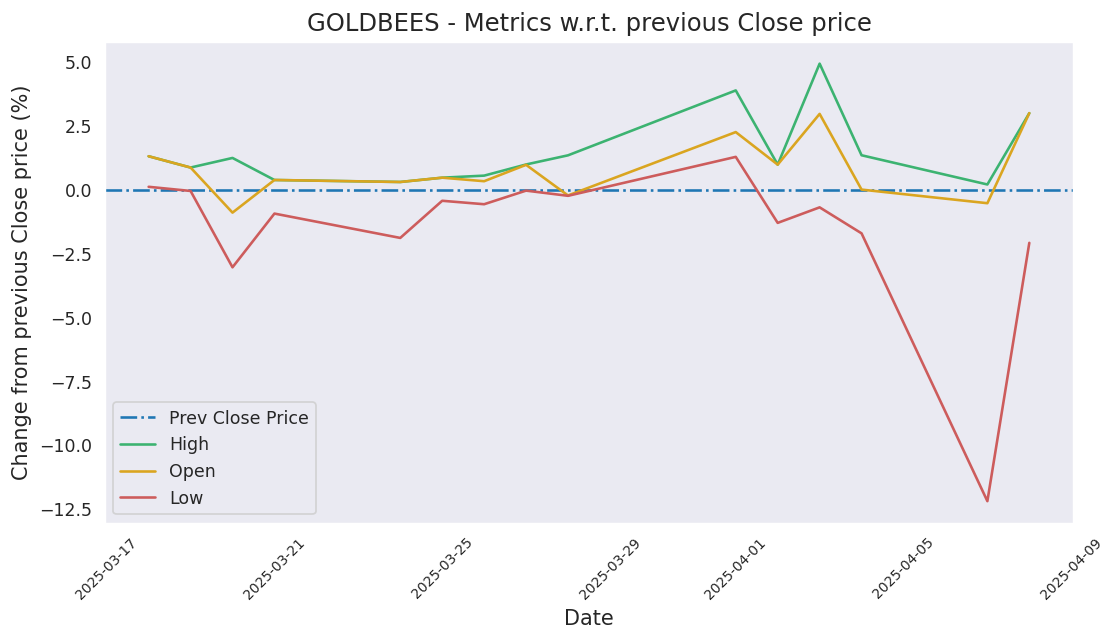 GOLDBEES - Metrics w.r.t. previous Close price
Change from previous Close price (%)
5.0
2.5
0.0
−2.5
−5.0
−7.5
−10.0
−12.5
Prev Close Price
High
Open
Low
2025-03-17
2025-03-21
2025-03-25
2025-03-29
2025-04-01
2025-04-05
2025-04-09
Date